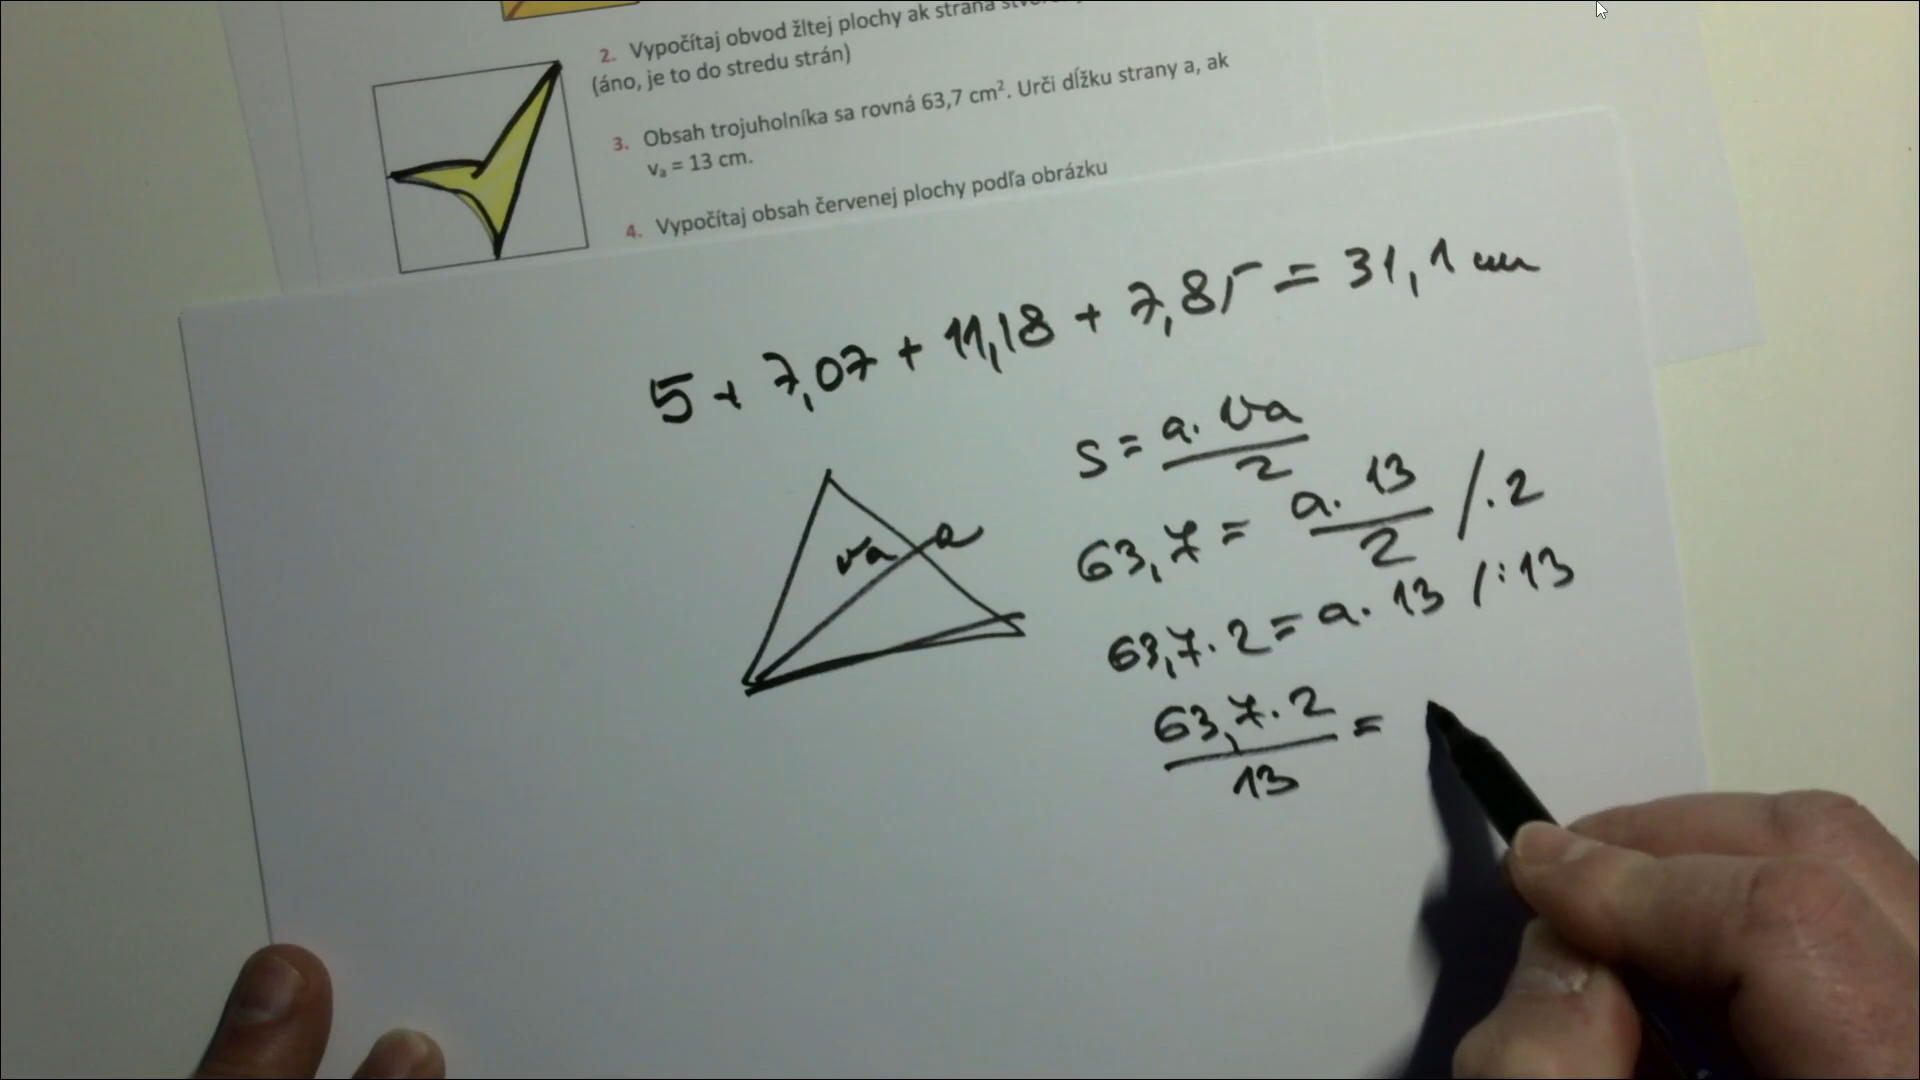 2. Vypočítaj obvod žltej plochy ak strana
(áno, je to do stredu strán)
3. Obsah trojuholníka sa rovná 63,7 cm². Urči dĺžku strany a, ak
vₐ = 13 cm.
4. Vypočítaj obsah červenej plochy podľa obrázku
5 + 7,07 + 11,18 + 7,85 = 31,1 cm
va a
S = a. va / 2
63,7 = a. 13 / 2 /.2
63,7.2 = a. 13 /:13
63,7.2 / 13 =